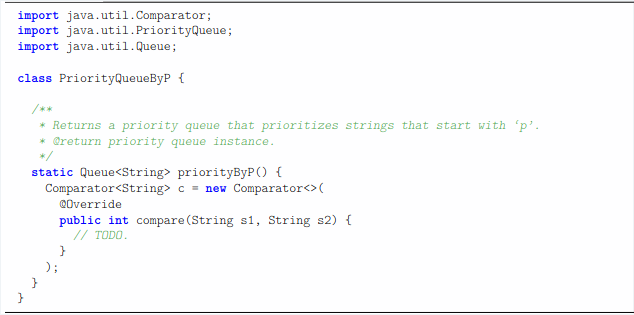 import java.util.Comparator;
import java.util.PriorityQueue;
import java.util.Queue;

class PriorityQueueByP {

  /**
   * Returns a priority queue that prioritizes strings that start with ‘p’.
   * @return priority queue instance.
   */
  static Queue<String> priorityByP() {
    Comparator<String> c = new Comparator<>(
      @Override
      public int compare(String s1, String s2) {
        // TODO.
      }
    );
  }
}